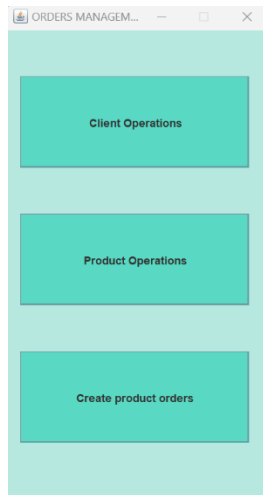 ORDERS MANAGEM...
Client Operations
Product Operations
Create product orders